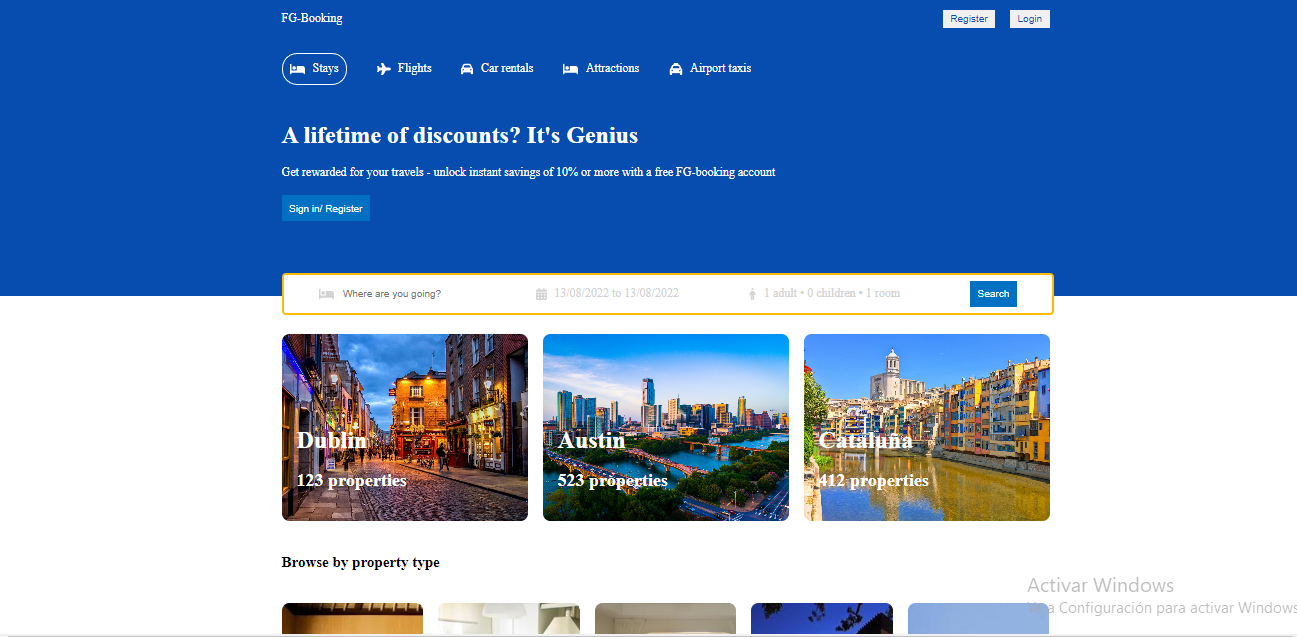 FG-Booking
Register Login
Stays Flights Car rentals Attractions Airport taxis
A lifetime of discounts? It's Genius
Get rewarded for your travels - unlock instant savings of 10% or more with a free FG-booking account
Sign in/ Register
Where are you going? 13/08/2022 to 13/08/2022 1 adult • 0 children • 1 room Search
Dublin Austin Cataluña
123 properties 523 properties 412 properties
Browse by property type
Activar Windows
a Configuración para activar Windows